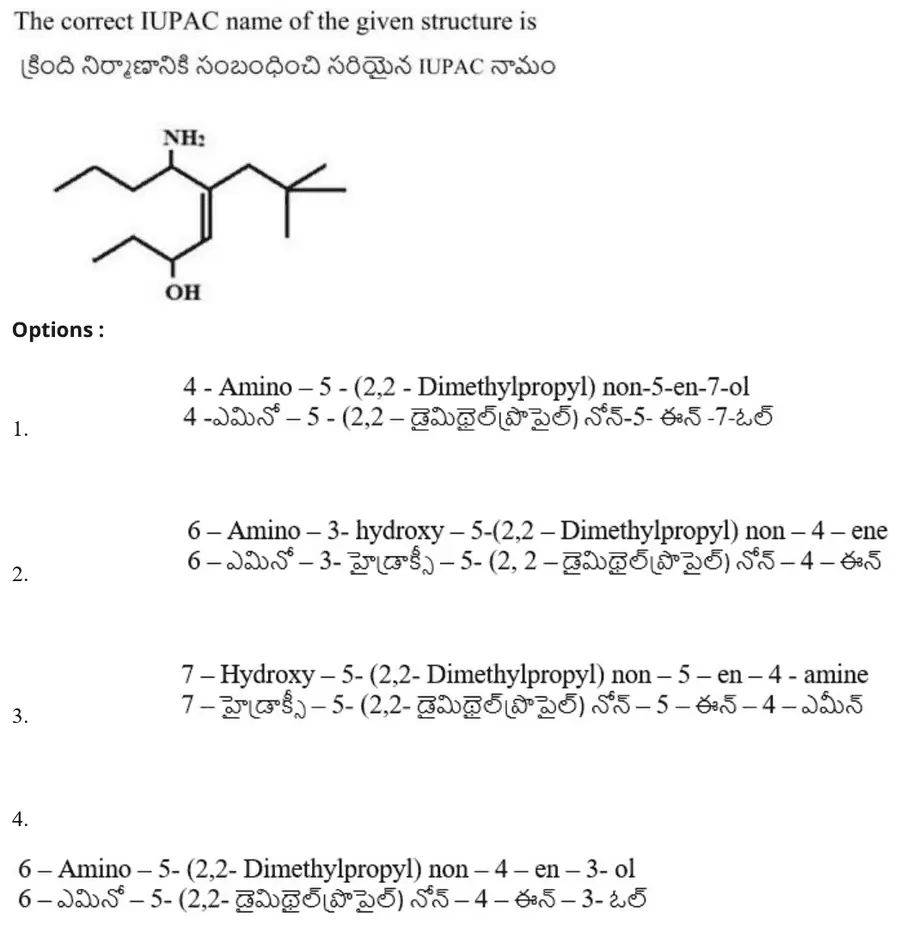 The correct IUPAC name of the given structure is
క్రింది నిర్మాణానికి సంబంధించి సరియైన IUPAC నామం
NH₂
OH
Options :
4 - Amino – 5 - (2,2 - Dimethylpropyl) non-5-en-7-ol
4 -ఎమినో – 5 - (2,2 – డైమిథైల్ప్రొపైల్) నోన్-5- ఈన్ -7-ఓల్
1.
6 – Amino – 3- hydroxy – 5-(2,2 – Dimethylpropyl) non – 4 – ene
6 – ఎమినో – 3- హైడ్రాక్సీ – 5- (2, 2 – డైమిథైల్ప్రొపైల్) నోన్ – 4 – ఈన్
2.
7 – Hydroxy – 5- (2,2- Dimethylpropyl) non – 5 – en – 4 - amine
7 – హైడ్రాక్సీ – 5- (2,2- డైమిథైల్ప్రొపైల్) నోన్ – 5 – ఈన్ – 4 – ఎమీన్
3.
4.
6 – Amino – 5- (2,2- Dimethylpropyl) non – 4 – en – 3- ol
6 – ఎమినో – 5- (2,2- డైమిథైల్ప్రొపైల్) నోన్ – 4 – ఈన్ – 3- ఓల్